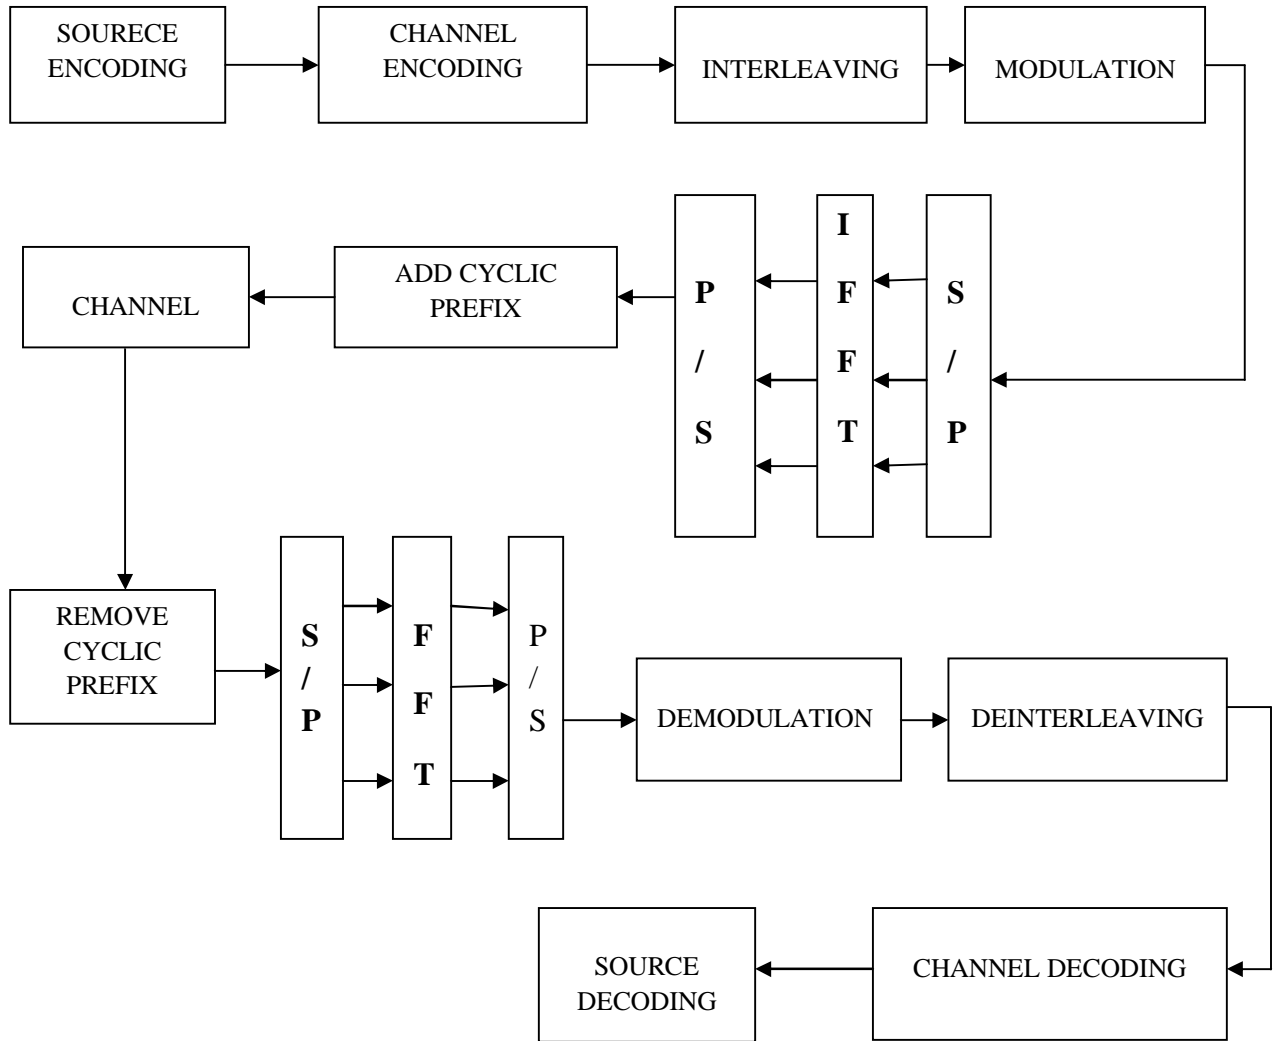 SOURECE
ENCODING
CHANNEL
ENCODING
INTERLEAVING
MODULATION
S
/
P
I
F
F
T
P
/
S
ADD CYCLIC
PREFIX
CHANNEL
REMOVE
CYCLIC
PREFIX
S
/
P
F
F
T
P
/
S
DEMODULATION
DEINTERLEAVING
CHANNEL DECODING
SOURCE
DECODING